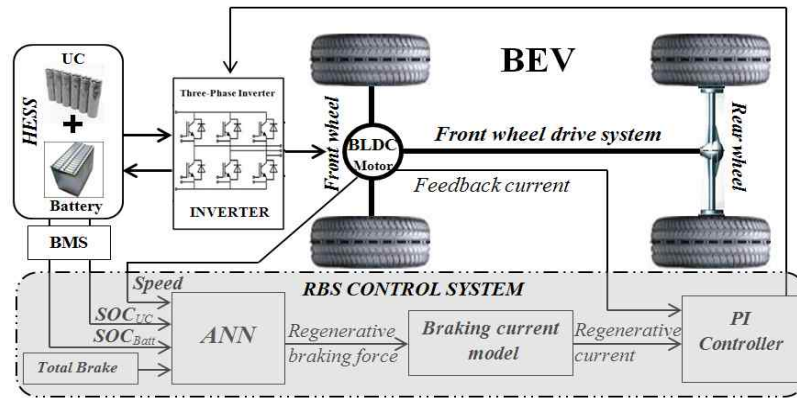 UC
HESS
+
Battery
BMS
Three-Phase Inverter
INVERTER
Front wheel
BLDC
Motor
BEV
Front wheel drive system
Feedback current
Rear wheel
RBS CONTROL SYSTEM
Speed
SOC_UC
SOC_Batt
Total Brake
ANN
Regenerative
braking force
Braking current
model
Regenerative
current
PI
Controller